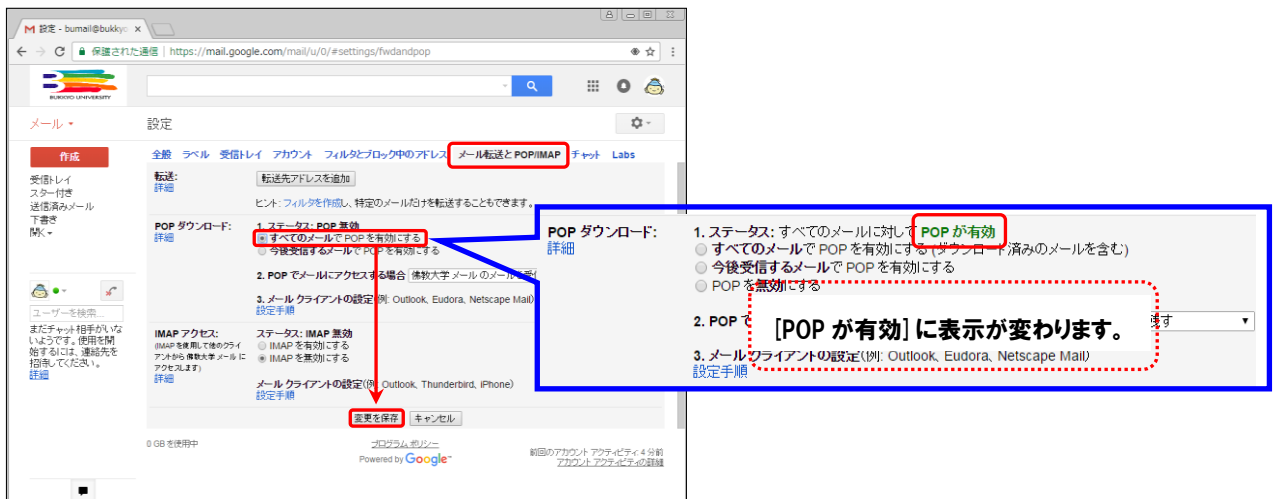 設定 - bumail@bukkyo
保護された通信 | https://mail.google.com/mail/u/0/#settings/fwdandpop
BUKKYO UNIVERSITY
メール
設定
作成
受信トレイ
スター付き
送信済みメール
下書き
開く
ユーザーを検索...
まだチャット相手がいな
いようです。使用を開
始するには、連絡先を
招待してください。
詳細
全般 ラベル 受信トレイ アカウント フィルタとブロック中のアドレス メール転送と POP/IMAP チャット Labs
転送:
詳細
転送先アドレスを追加
ヒント: フィルタを作成し、特定のメールだけを転送することもできます。
POP ダウンロード:
詳細
1. ステータス: POP 無効
すべてのメールで POP を有効にする
今後受信するメールで POP を有効にする
2. POP でメールにアクセスする場合 佛教大学 メール のメールを受
3. メール クライアントの設定(例: Outlook, Eudora, Netscape Mail)
設定手順
IMAP アクセス:
(IMAP を使用して他のクライ
アントから 佛教大学 メール に
アクセスします)
詳細
ステータス: IMAP 無効
IMAP を有効にする
IMAP を無効にする
メール クライアントの設定(例: Outlook, Thunderbird, iPhone)
設定手順
変更を保存 キャンセル
0 GB を使用中
プログラム ポリシー
Powered by Google
前回のアカウント アクティビティ: 4 分前
アカウント アクティビティの詳細
POP ダウンロード:
詳細
1. ステータス: すべてのメールに対して POP が有効
すべてのメールで POP を有効にする (ダウンロード済みのメールを含む)
今後受信するメールで POP を有効にする
POP を無効にする
2. POP で
す
[POP が有効] に表示が変わります。
3. メール クライアントの設定(例: Outlook, Eudora, Netscape Mail)
設定手順